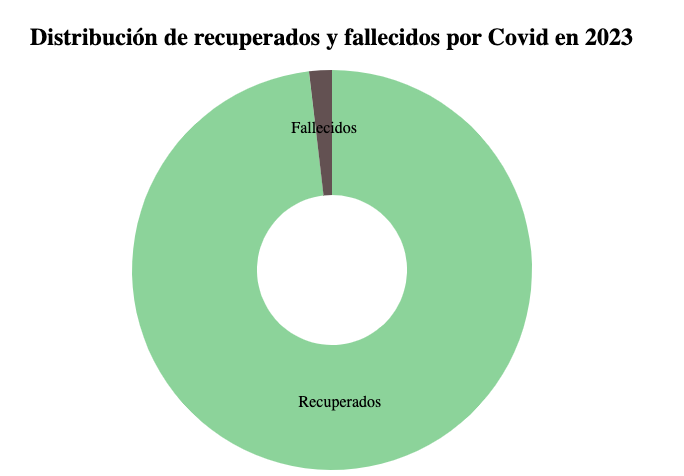 Distribución de recuperados y fallecidos por Covid en 2023
Fallecidos
Recuperados